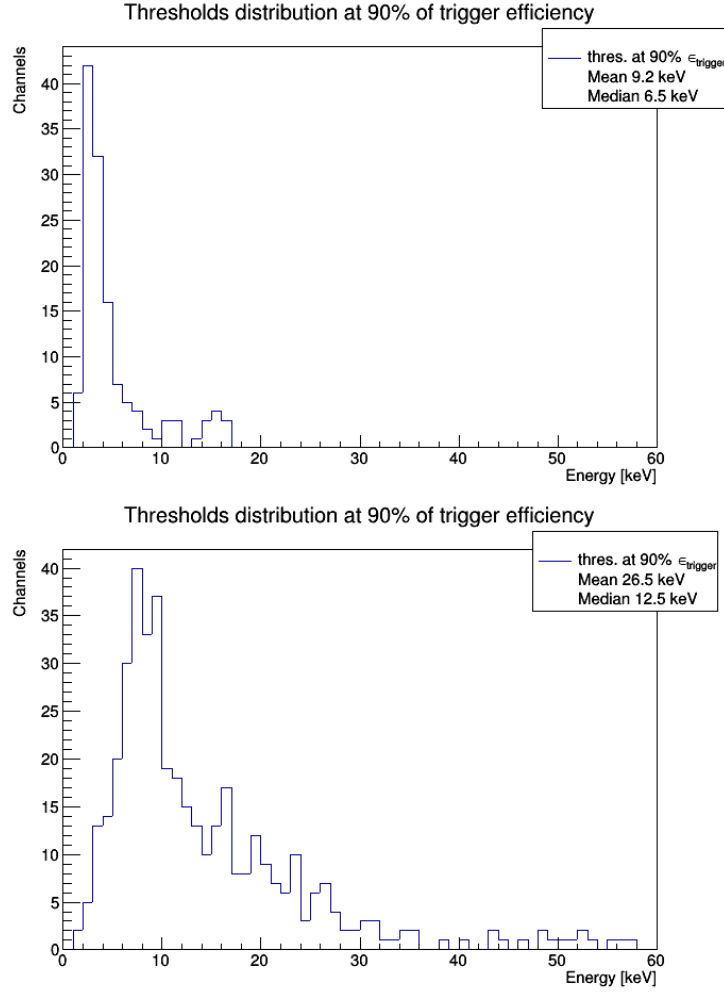 Thresholds distribution at 90% of trigger efficiency
Channels
thres. at 90% ϵtrigger
Mean 9.2 keV
Median 6.5 keV
40
35
30
25
20
15
10
5
0
0 10 20 30 40 50 60
Energy [keV]
Thresholds distribution at 90% of trigger efficiency
Channels
thres. at 90% ϵtrigger
Mean 26.5 keV
Median 12.5 keV
40
35
30
25
20
15
10
5
0
0 10 20 30 40 50 60
Energy [keV]